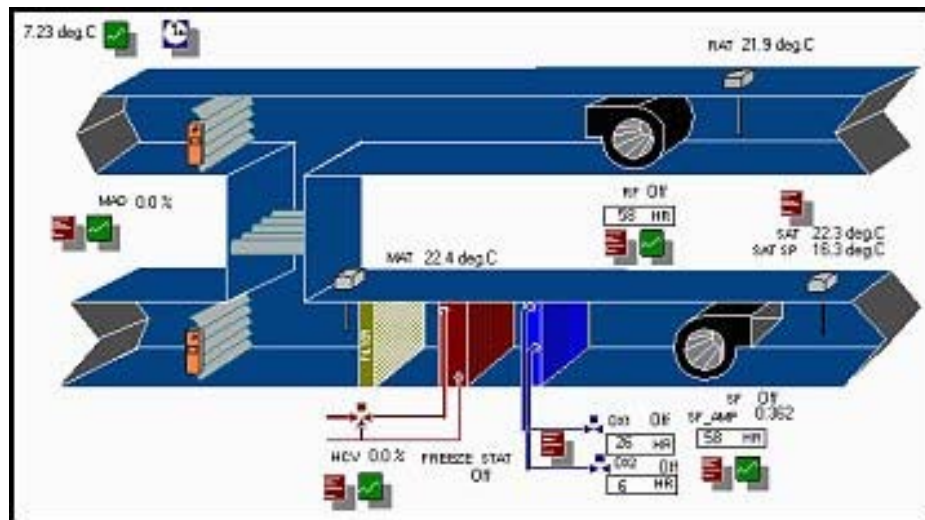 7.23 deg.C
RAT 21.9 deg.C
MAD 0.0 %
RF Off
58 HR
SAT 22.3 deg.C
SAT SP 16.3 deg.C
MAT 22.4 deg.C
FILTER
SF Off
SF_AMP 0.362
58 HR
DX1 Off
26 HR
DX2 Off
6 HR
HCV 0.0 %
FREEZE STAT
Off